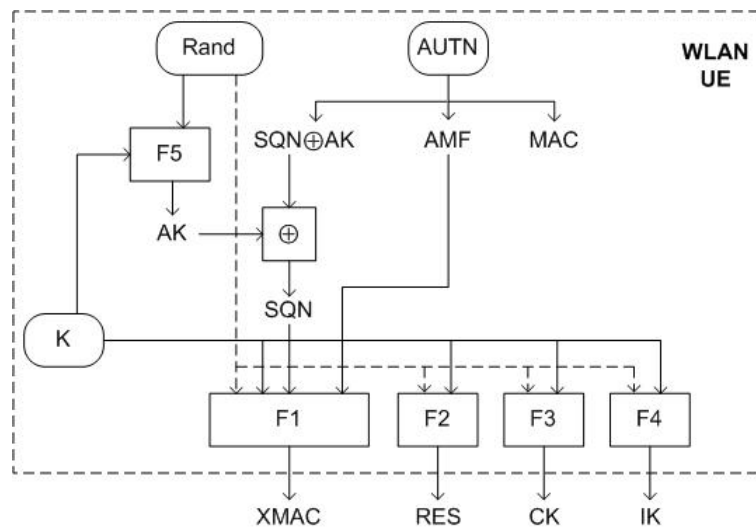 Rand
AUTN
WLAN
UE
SQN⊕AK
AMF
MAC
F5
AK
⊕
SQN
K
F1
F2
F3
F4
XMAC
RES
CK
IK